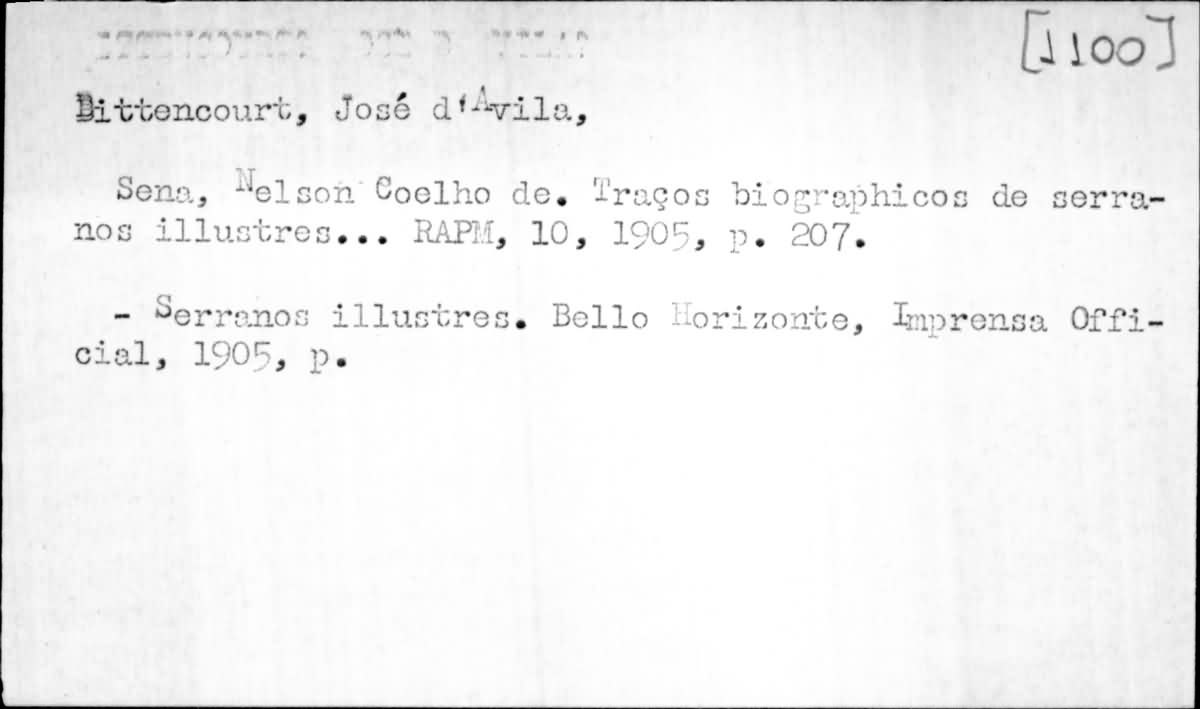 [1100]
Bittencourt, José d'Avila,
Sena, Nelson Coelho de. Traços biographicos de serra-
nos illustres... RAPM, 10, 1905, p. 207.
- Serranos illustres. Bello Horizonte, Imprensa Offi-
cial, 1905, p.